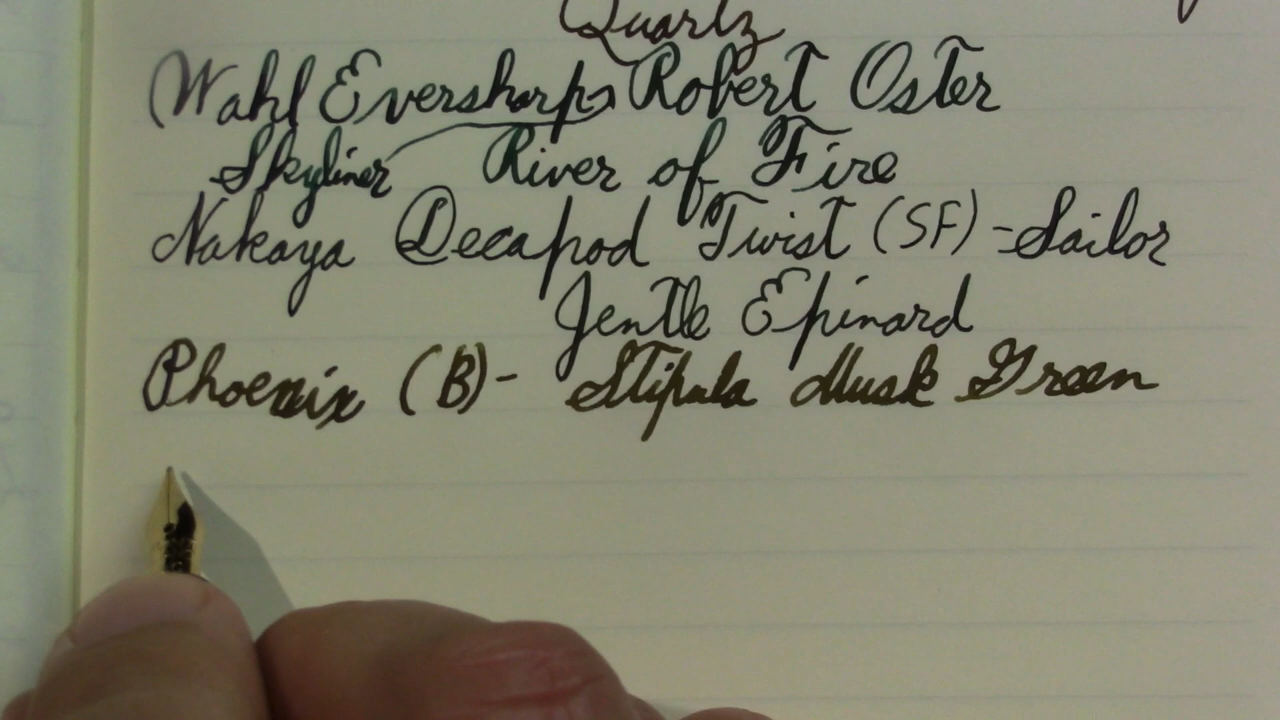 Quartz
Wahl Eversharp Robert Oster
Skyliner River of Fire
Nakaya Decapod Twist (SF) - Sailor
Jentle Epinard
Phoenix (B) - Stipula Musk Green